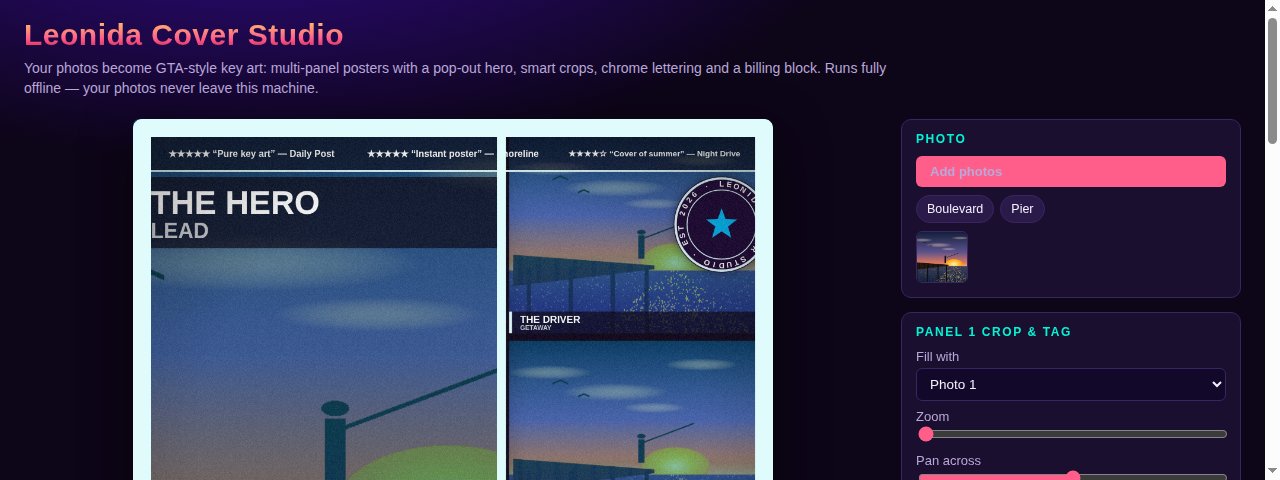 Leonida Cover Studio
Your photos become GTA-style key art: multi-panel posters with a pop-out hero, smart crops, chrome lettering and a billing block. Runs fully
offline — your photos never leave this machine.
★★★★★ “Pure key art” — Daily Post
★★★★★ “Instant poster” — horeline
★★★★☆ “Cover of summer” — Night Drive
THE HERO
LEAD
EST 2026 · LEONID
R STUDIO ·
THE DRIVER
GETAWAY
PHOTO
Add photos
Boulevard
Pier
PANEL 1 CROP & TAG
Fill with
Photo 1
Zoom
Pan across